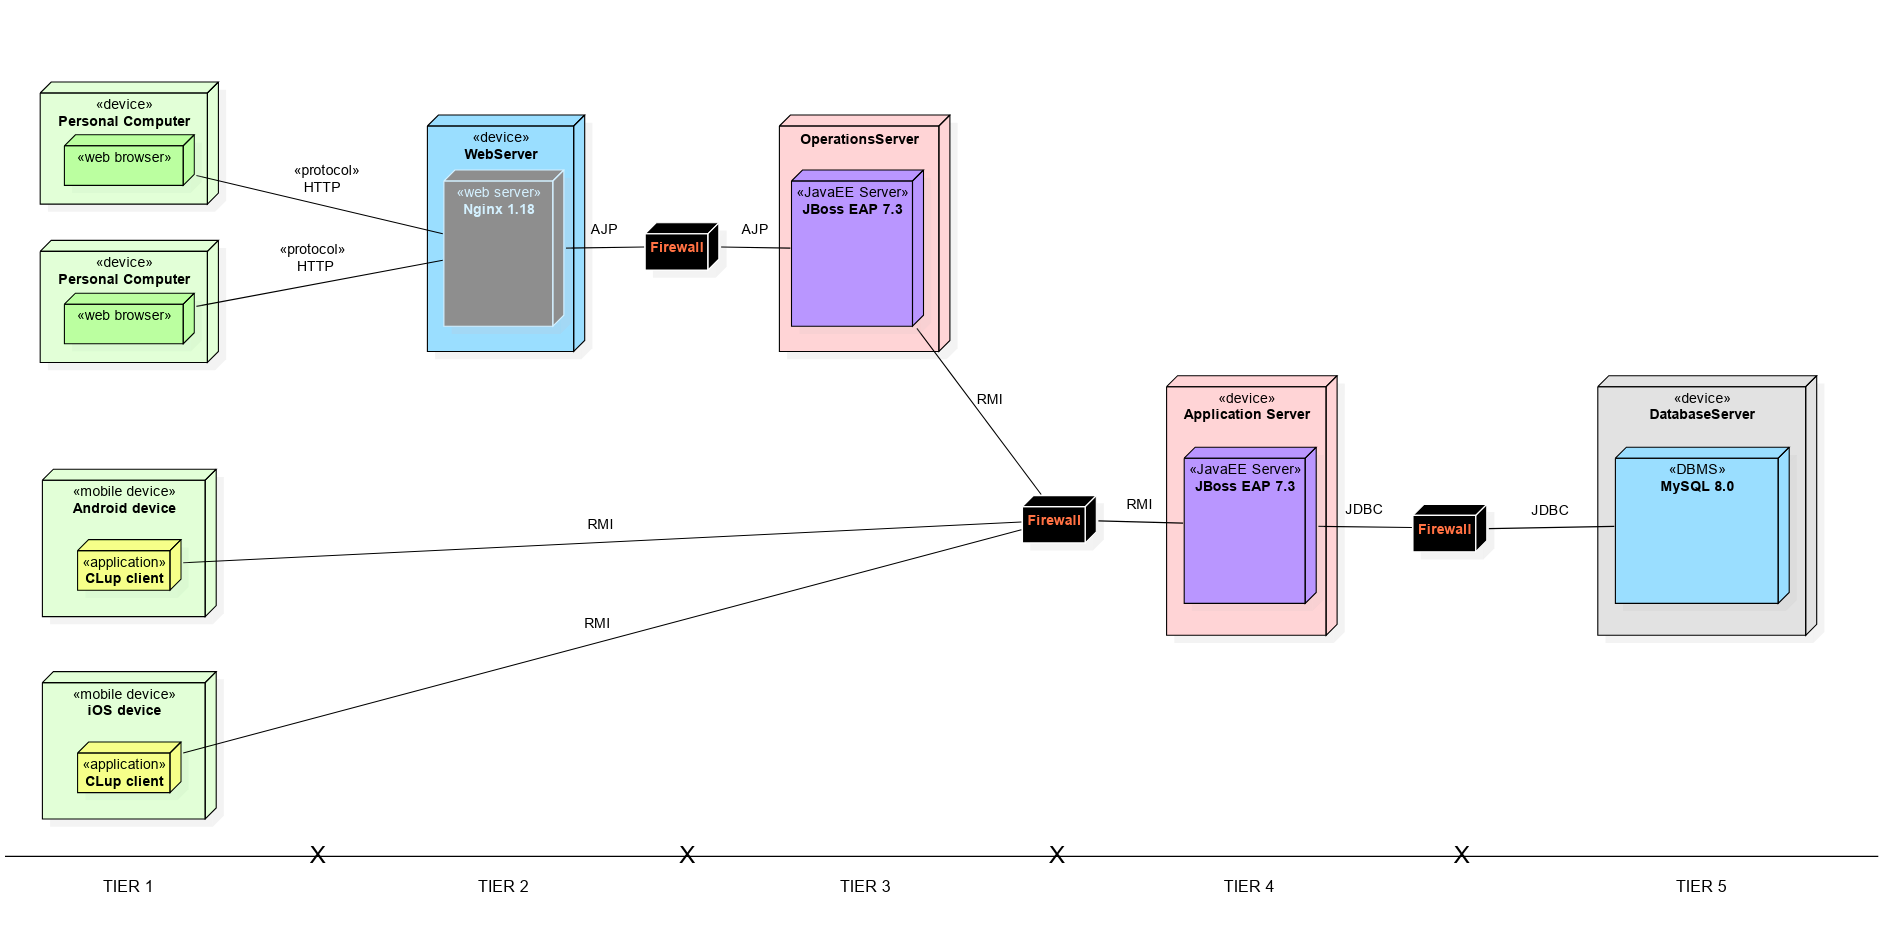 «device»
Personal Computer
«web browser»
«protocol»
HTTP
«device»
Personal Computer
«web browser»
«protocol»
HTTP
«device»
WebServer
«web server»
Nginx 1.18
AJP
Firewall
AJP
OperationsServer
«JavaEE Server»
JBoss EAP 7.3
RMI
«mobile device»
Android device
«application»
CLup client
RMI
«mobile device»
iOS device
«application»
CLup client
RMI
Firewall
RMI
«device»
Application Server
«JavaEE Server»
JBoss EAP 7.3
JDBC
Firewall
JDBC
«device»
DatabaseServer
«DBMS»
MySQL 8.0
X X X X
TIER 1 TIER 2 TIER 3 TIER 4 TIER 5